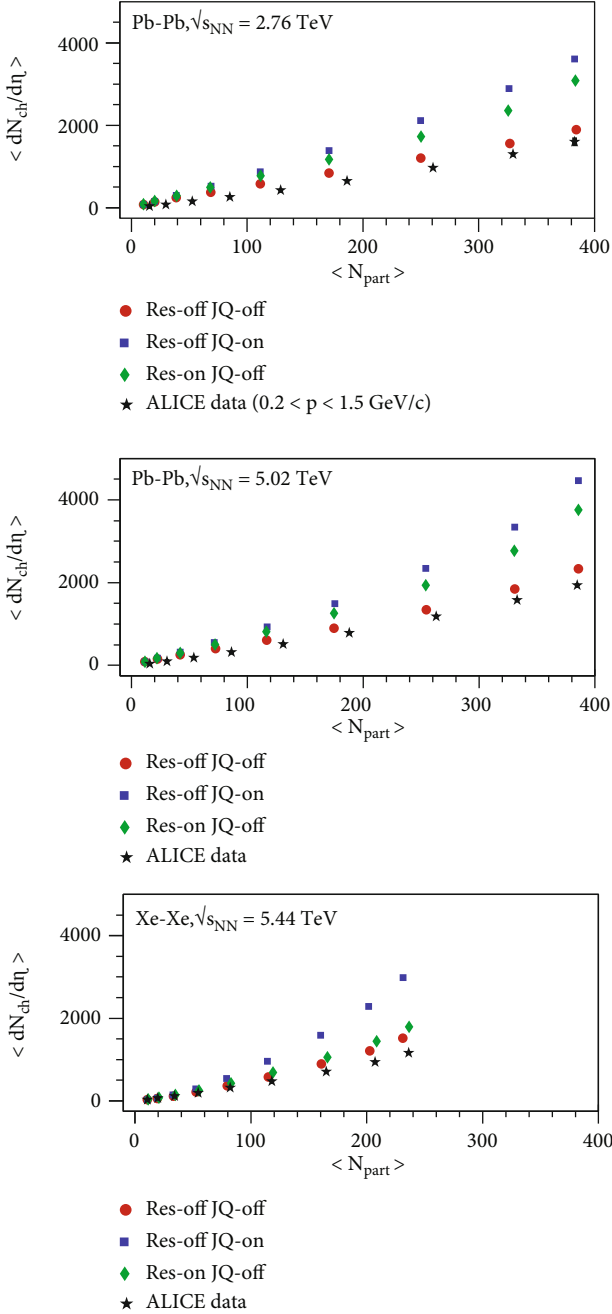 Pb-Pb,√sNN = 2.76 TeV
< dNch/dη >
4000
2000
0
0 100 200 300 400
< Npart >
Res-off JQ-off
Res-off JQ-on
Res-on JQ-off
ALICE data (0.2 < p < 1.5 GeV/c)
Pb-Pb,√sNN = 5.02 TeV
< dNch/dη >
4000
2000
0
0 100 200 300 400
< Npart >
Res-off JQ-off
Res-off JQ-on
Res-on JQ-off
ALICE data
Xe-Xe,√sNN = 5.44 TeV
< dNch/dη >
4000
2000
0
0 100 200 300 400
< Npart >
Res-off JQ-off
Res-off JQ-on
Res-on JQ-off
ALICE data